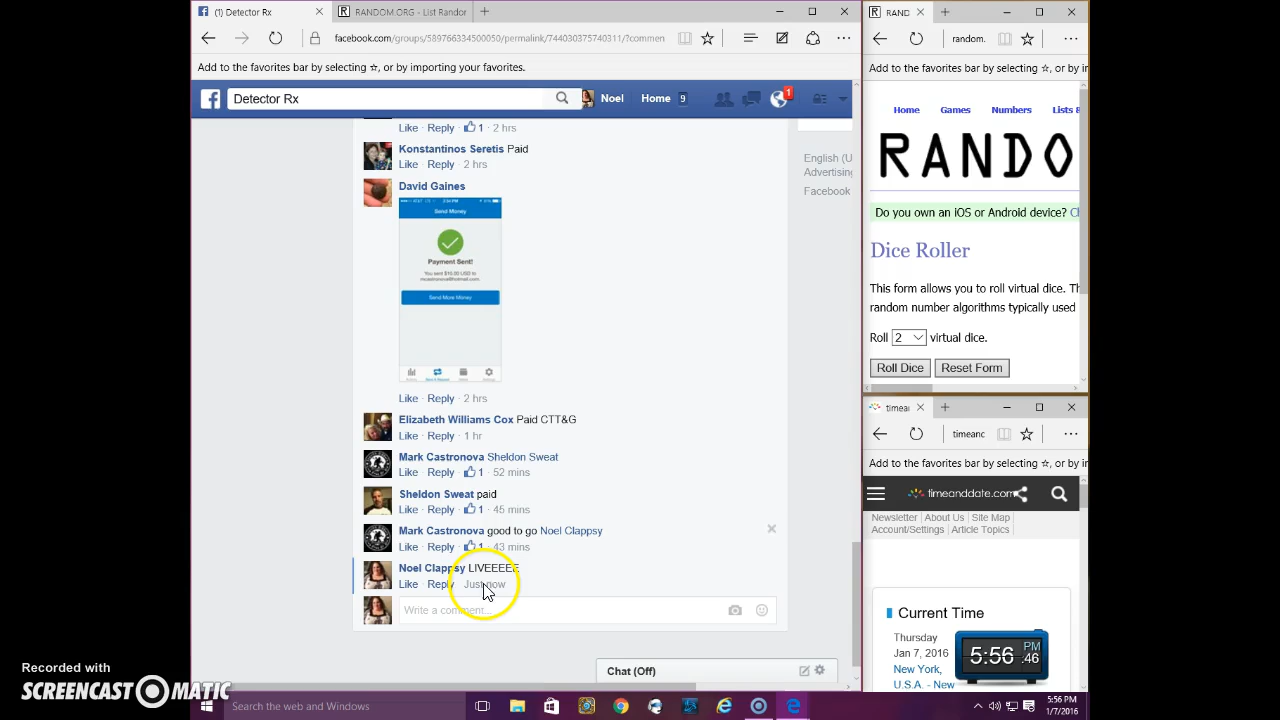 (1) Detector Rx
RANDOM.ORG - List Randor
facebook.com/groups/589766334500050/permalink/744030375740311/?commen
Add to the favorites bar by selecting ☆, or by importing your favorites.
Detector Rx
Noel
Home 9
1
Like · Reply · 1 · 2 hrs
Konstantinos Seretis Paid
Like · Reply · 2 hrs
David Gaines
Send Money
Payment Sent!
Send More Money
Like · Reply · 2 hrs
Elizabeth Williams Cox Paid CTT&G
Like · Reply · 1 hr
Mark Castronova Sheldon Sweat
Like · Reply · 1 · 52 mins
Sheldon Sweat paid
Like · Reply · 1 · 45 mins
Mark Castronova good to go Noel Clappsy
Like · Reply · 1 · 43 mins
Noel Clappsy LIVEEEEE
Like · Reply · Just now
Write a comment...
Chat (Off)
English (U
Advertising
Facebook
RAND
random.
Add to the favorites bar by selecting ☆, or by i
Home Games Lists &
RANDO
Do you own an iOS or Android device? C
Dice Roller
This form allows you to roll virtual dice. T
random number algorithms typically used
Roll 2 virtual dice.
Roll Dice Reset Form
timea
timeanc
Add to the favorites bar by selecting ☆, or by i
timeanddate.com
Newsletter About Us Site Map
Account/Settings Article Topics
Current Time
Thursday
Jan 7, 2016
New York,
U.S.A. - New
5:56 PM :46
Recorded with
SCREENCAST-O-MATIC
Search the web and Windows
5:56 PM
1/7/2016